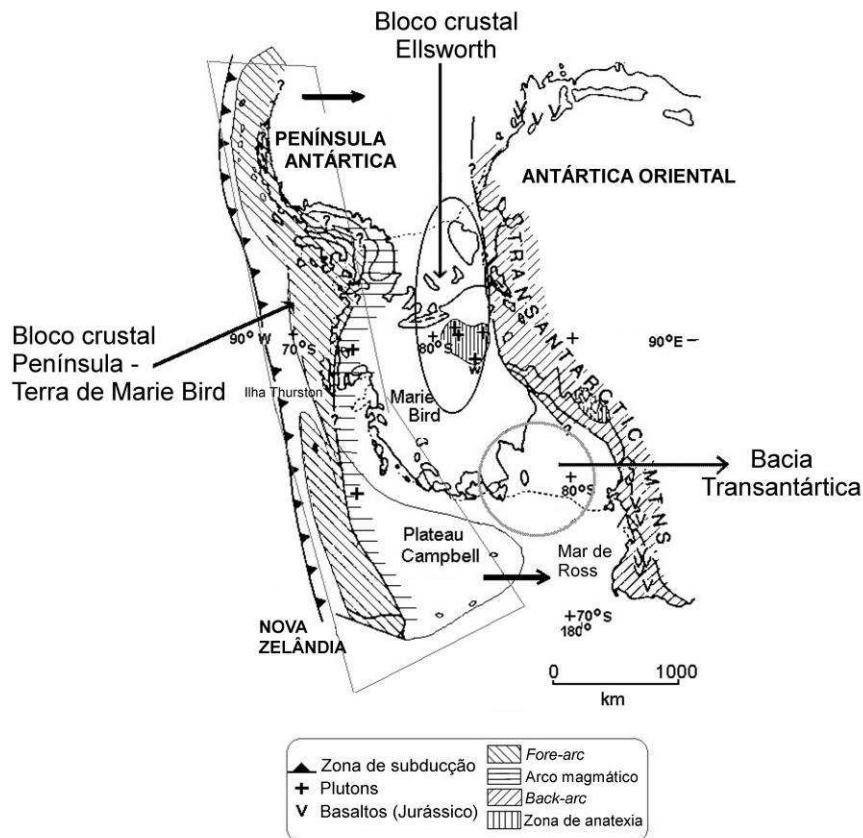 Bloco crustal
Ellsworth
PENÍNSULA
ANTÁRTICA
ANTÁRTICA ORIENTAL
TRANSANTARCTIC MTNS
Bloco crustal
Península -
Terra de Marie Bird
90° W
70°S
80°S
90°E
Ilha Thurston
Marie
Bird
W
Bacia
Transantártica
80°S
Plateau
Campbell
Mar de
Ross
NOVA
ZELÂNDIA
70°S
180°
0 1000
km
Zona de subducção
Plutons
Basaltos (Jurássico)
Fore-arc
Arco magmático
Back-arc
Zona de anatexia